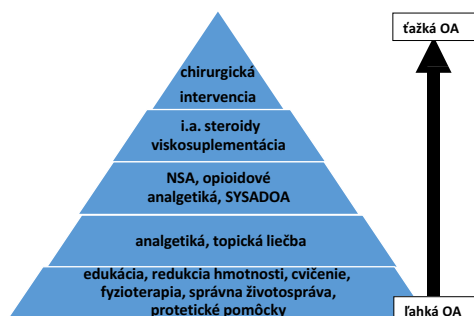 ťažká OA
chirurgická
intervencia
i.a. steroidy
viskosuplementácia
NSA, opioidové
analgetiká, SYSADOA
analgetiká, topická liečba
edukácia, redukcia hmotnosti, cvičenie,
fyzioterapia, správna životospráva,
protetické pomôcky
ľahká OA